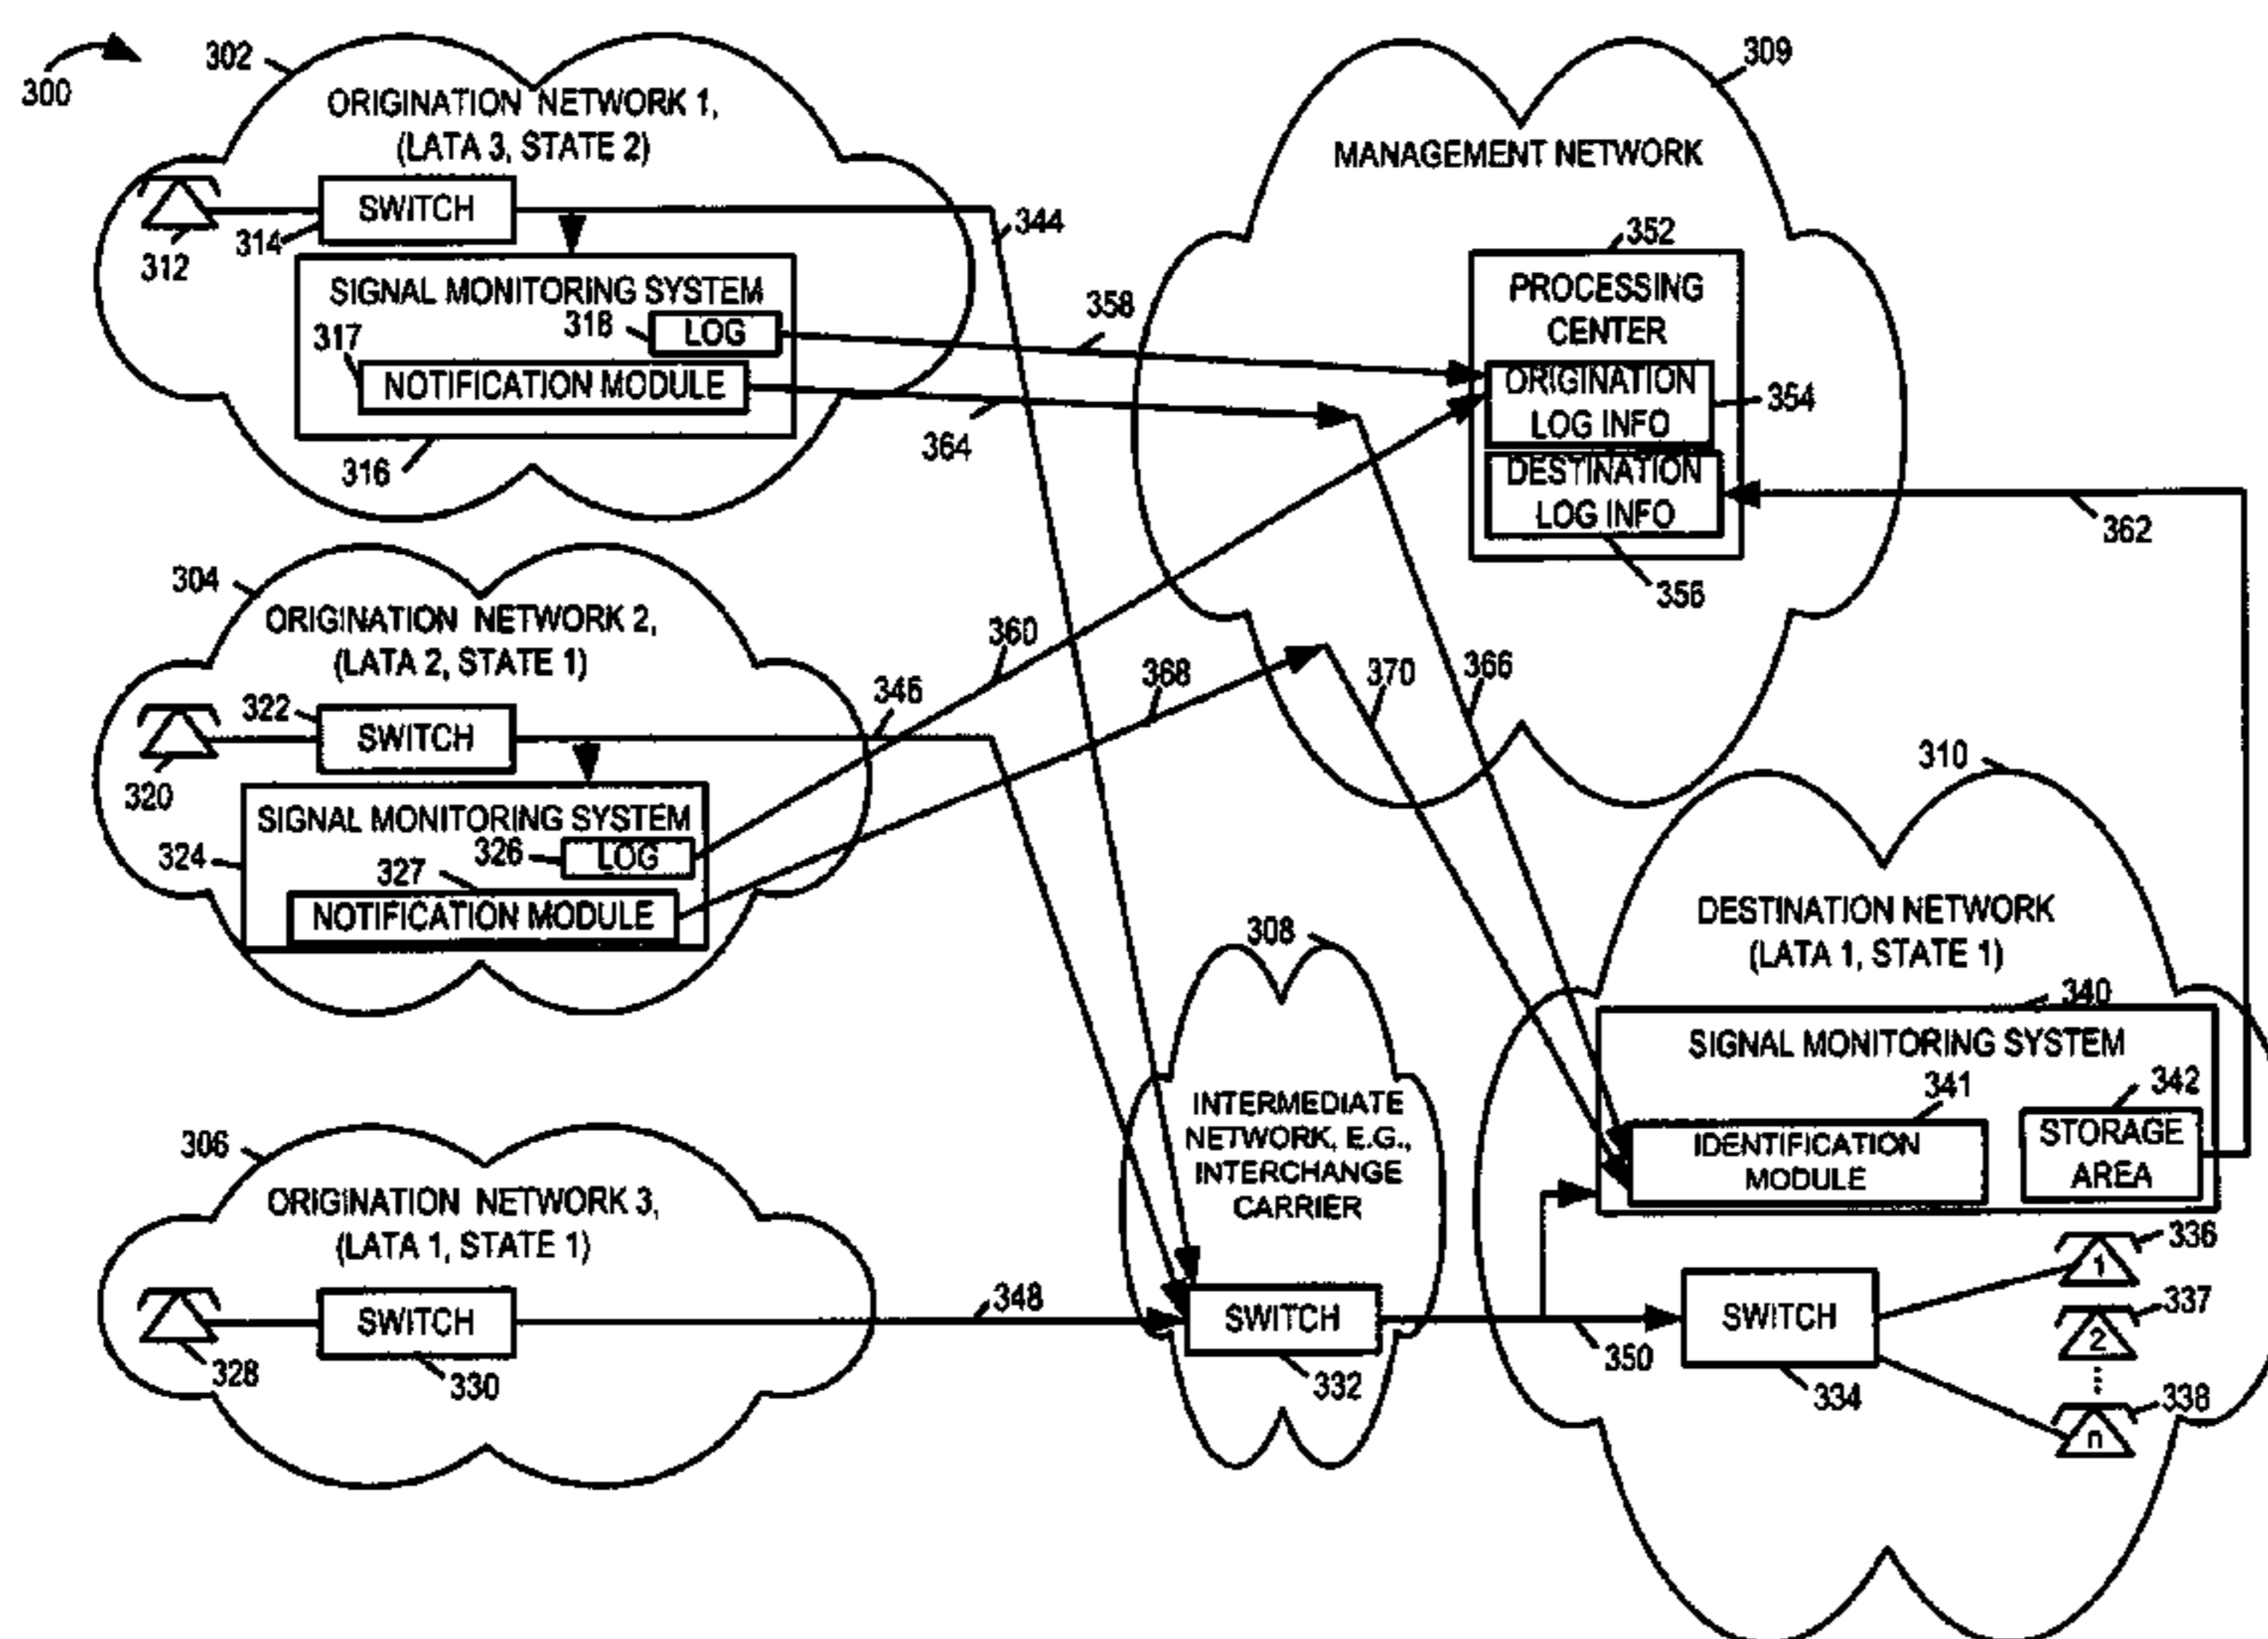 300
302
ORIGINATION NETWORK 1,
(LATA 3, STATE 2)
SWITCH
312
314
344
SIGNAL MONITORING SYSTEM
318
LOG
317
NOTIFICATION MODULE
316
358
364
309
MANAGEMENT NETWORK
352
PROCESSING
CENTER
ORIGINATION
LOG INFO
354
DESTINATION
LOG INFO
356
362
304
ORIGINATION NETWORK 2,
(LATA 2, STATE 1)
322
SWITCH
320
346
360
368
370
366
SIGNAL MONITORING SYSTEM
324
326
LOG
327
NOTIFICATION MODULE
306
ORIGINATION NETWORK 3,
(LATA 1, STATE 1)
SWITCH
328
330
348
308
INTERMEDIATE
NETWORK, E.G.,
INTERCHANGE
CARRIER
SWITCH
332
350
310
DESTINATION NETWORK
(LATA 1, STATE 1)
340
SIGNAL MONITORING SYSTEM
341
342
IDENTIFICATION
MODULE
STORAGE
AREA
SWITCH
334
336
1
337
2
338
n